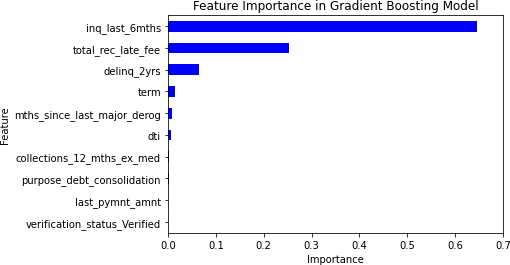 Feature Importance in Gradient Boosting Model
inq_last_6mths
total_rec_late_fee
delinq_2yrs
term
mths_since_last_major_derog
dti
collections_12_mths_ex_med
purpose_debt_consolidation
last_pymnt_amnt
verification_status_Verified
Feature
0.0 0.1 0.2 0.3 0.4 0.5 0.6 0.7
Importance